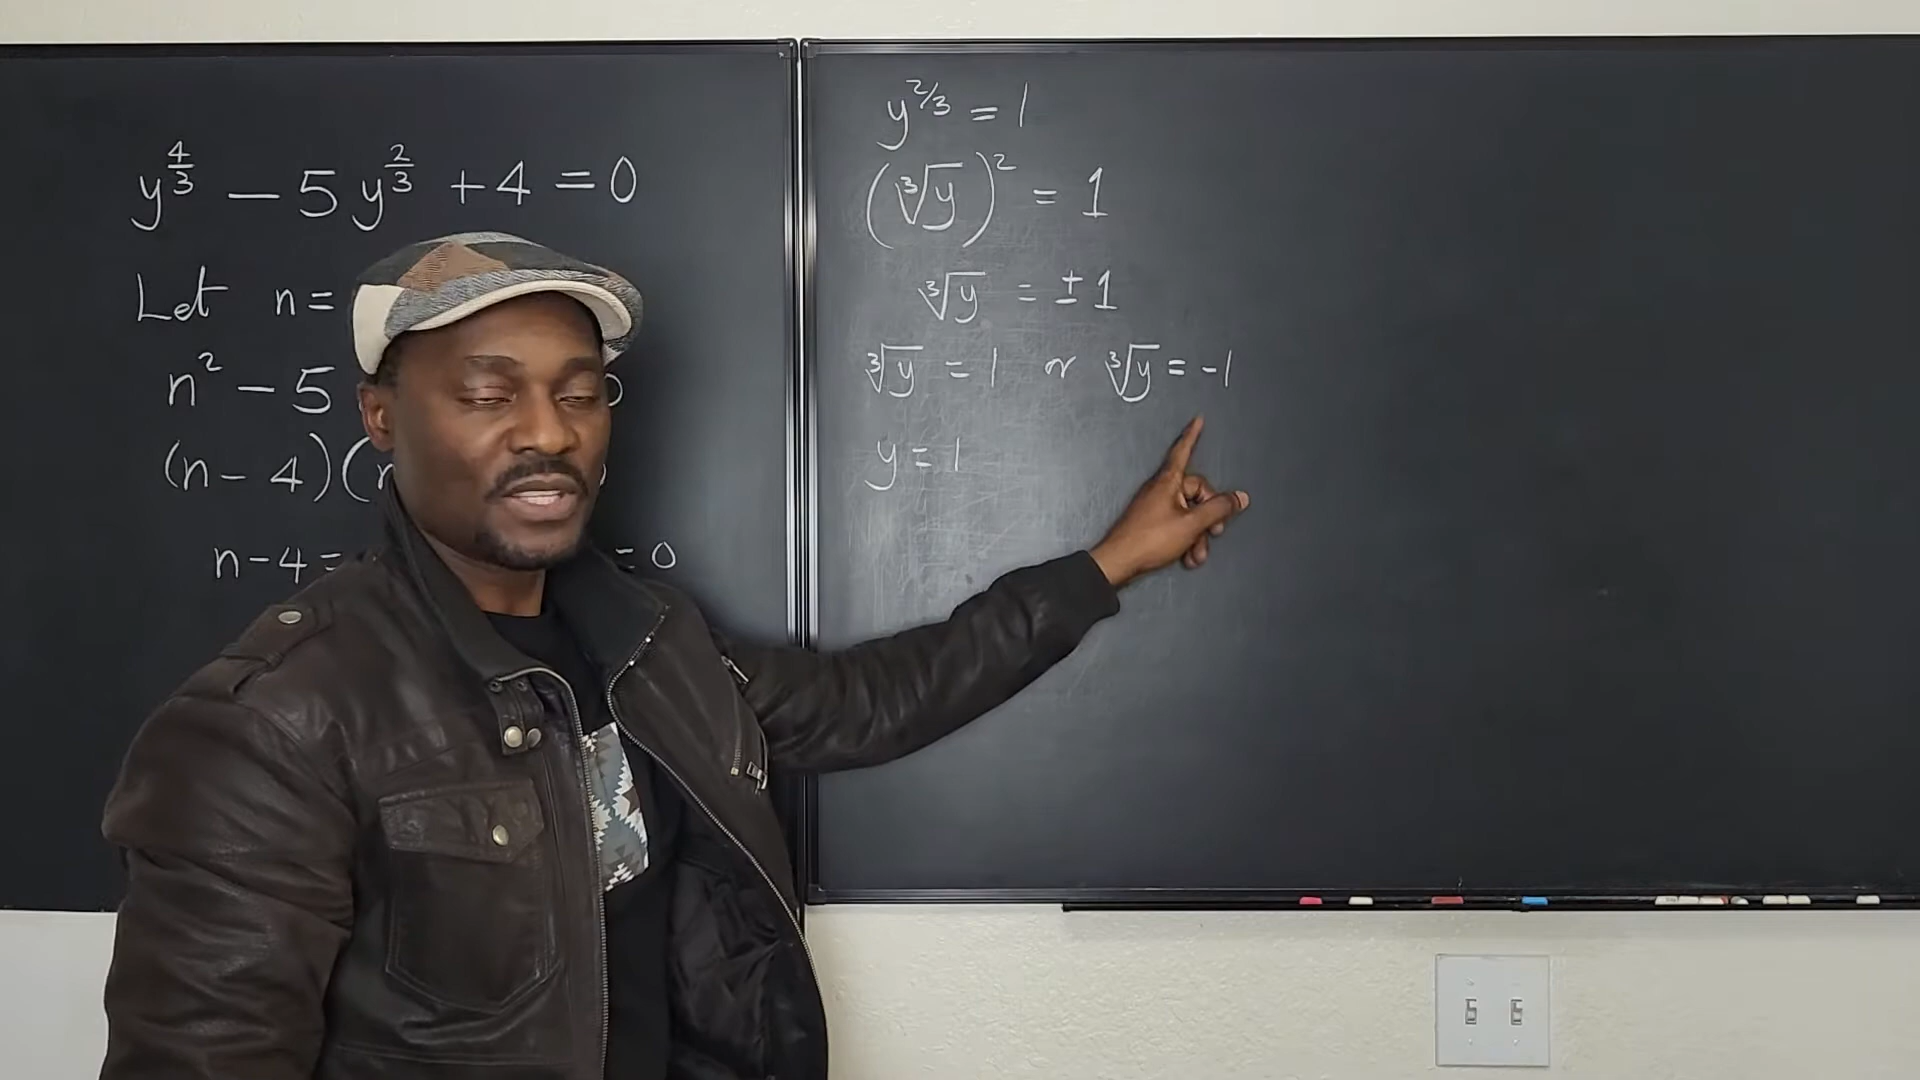 y^{4/3} − 5y^{2/3} + 4 = 0
Let n =
n² − 5
(n − 4)(
n − 4 = = 0
y^{2/3} = 1
(∛y)² = 1
∛y = ± 1
∛y = 1 or ∛y = -1
y = 1